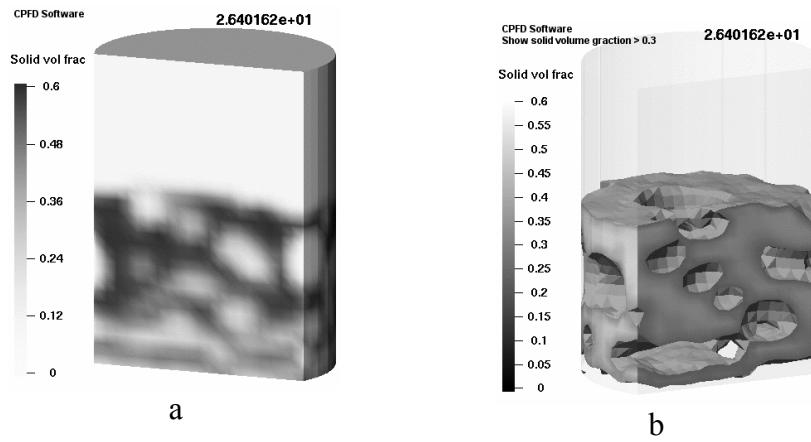 CPFD Software
2.640162e+01
Solid vol frac
0.6
0.48
0.36
0.24
0.12
0
a
CPFD Software
Show solid volume graction > 0.3
2.640162e+01
Solid vol frac
0.6
0.55
0.5
0.45
0.4
0.35
0.3
0.25
0.2
0.15
0.1
0.05
0
b